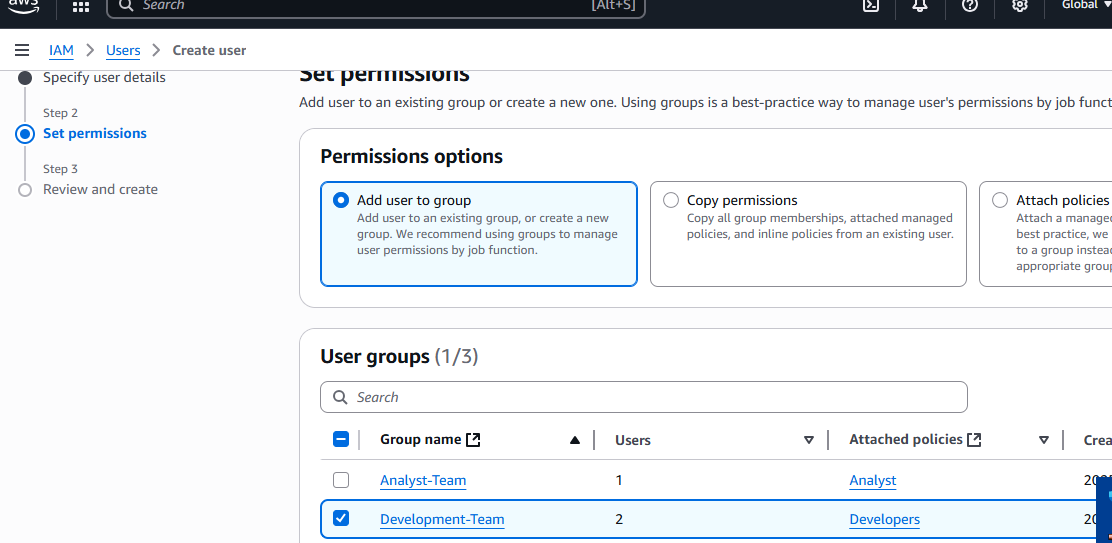 aws
Search
[Alt+S]
Global
IAM
Users
Create user
Specify user details
Step 2
Set permissions
Step 3
Review and create
Set permissions
Add user to an existing group or create a new one. Using groups is a best-practice way to manage user's permissions by job
Permissions options
Add user to group
Add user to an existing group, or create a new
group. We recommend using groups to manage
user permissions by job function.
Copy permissions
Copy all group memberships, attached managed
policies, and inline policies from an existing user.
Attach policies
Attach a managed
best practice, we
to a group instead
appropriate
User groups (1/3)
Search
Group name
Users
Attached policies
Analyst-Team
1
Analyst
Development-Team
2
Developers